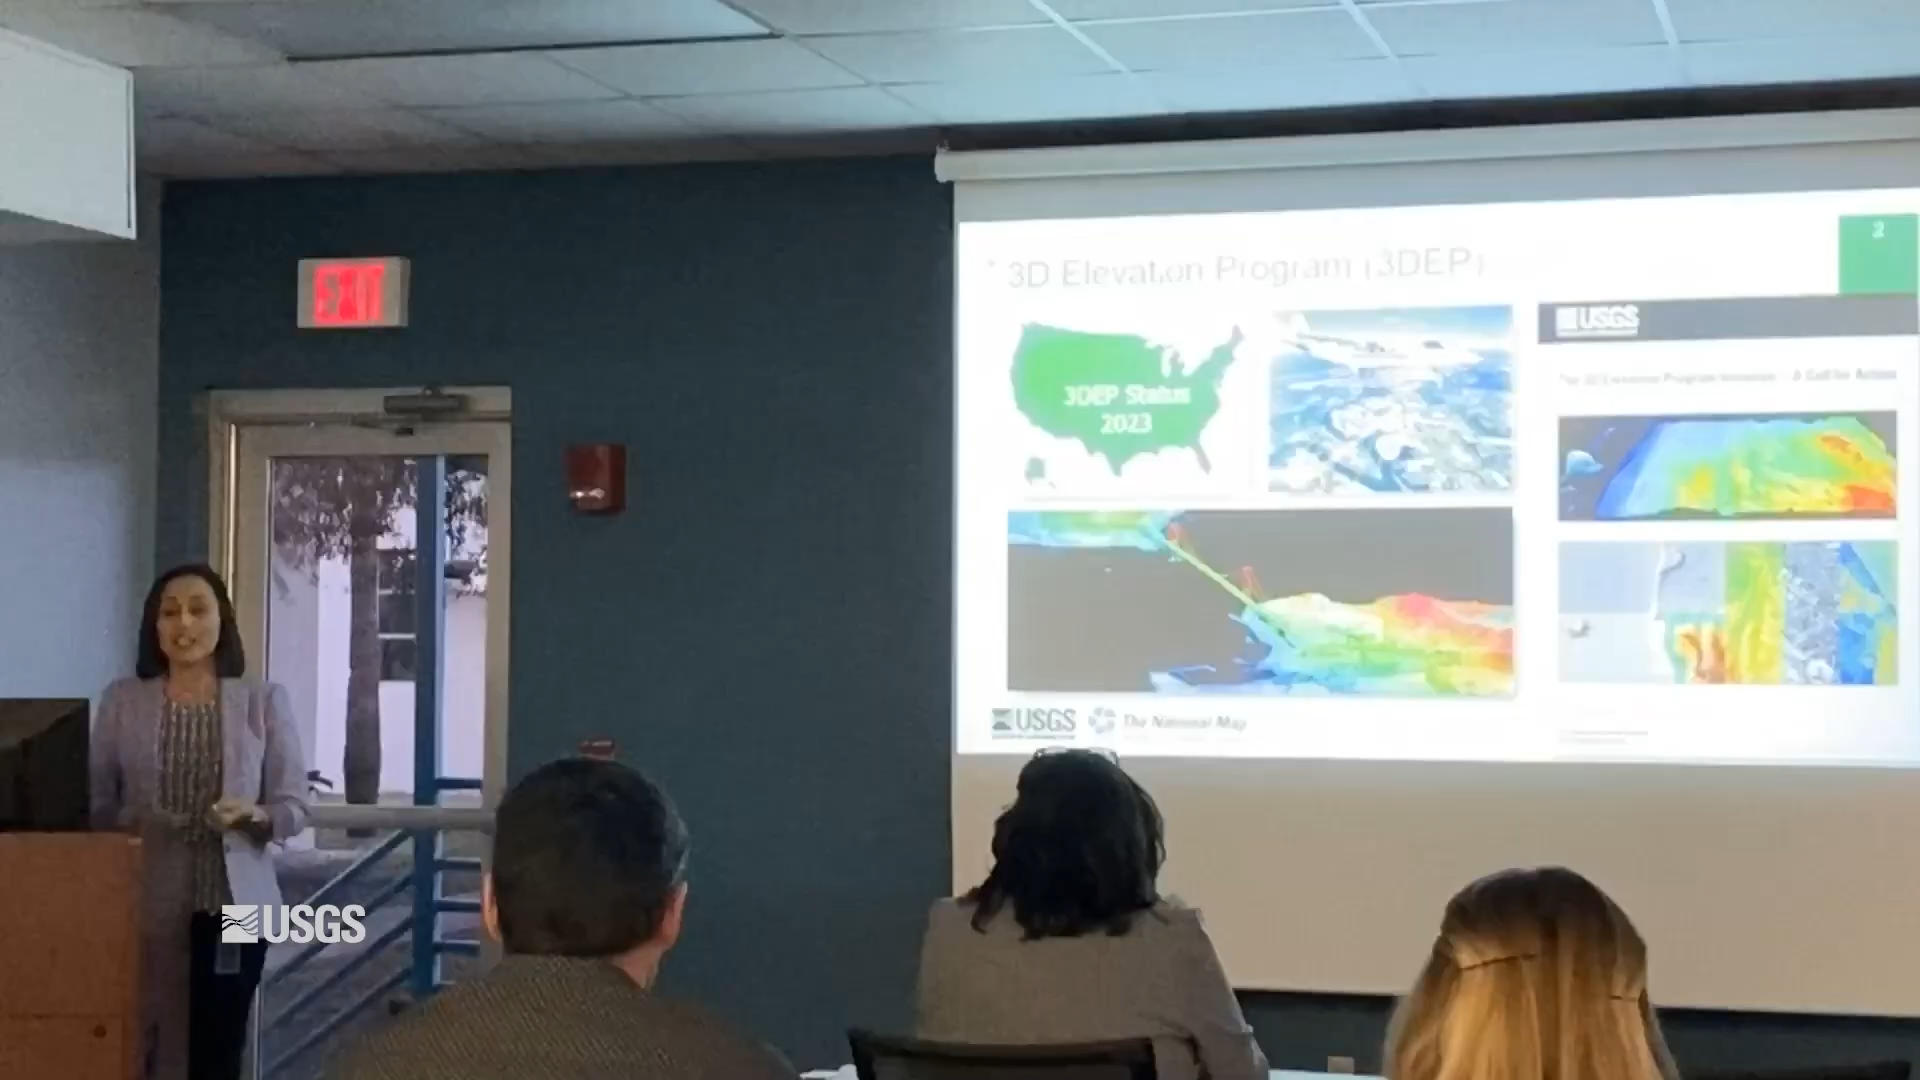 EXIT
2
3D Elevation Program (3DEP)
USGS
3DEP Status
2023
USGS
The National Map
USGS